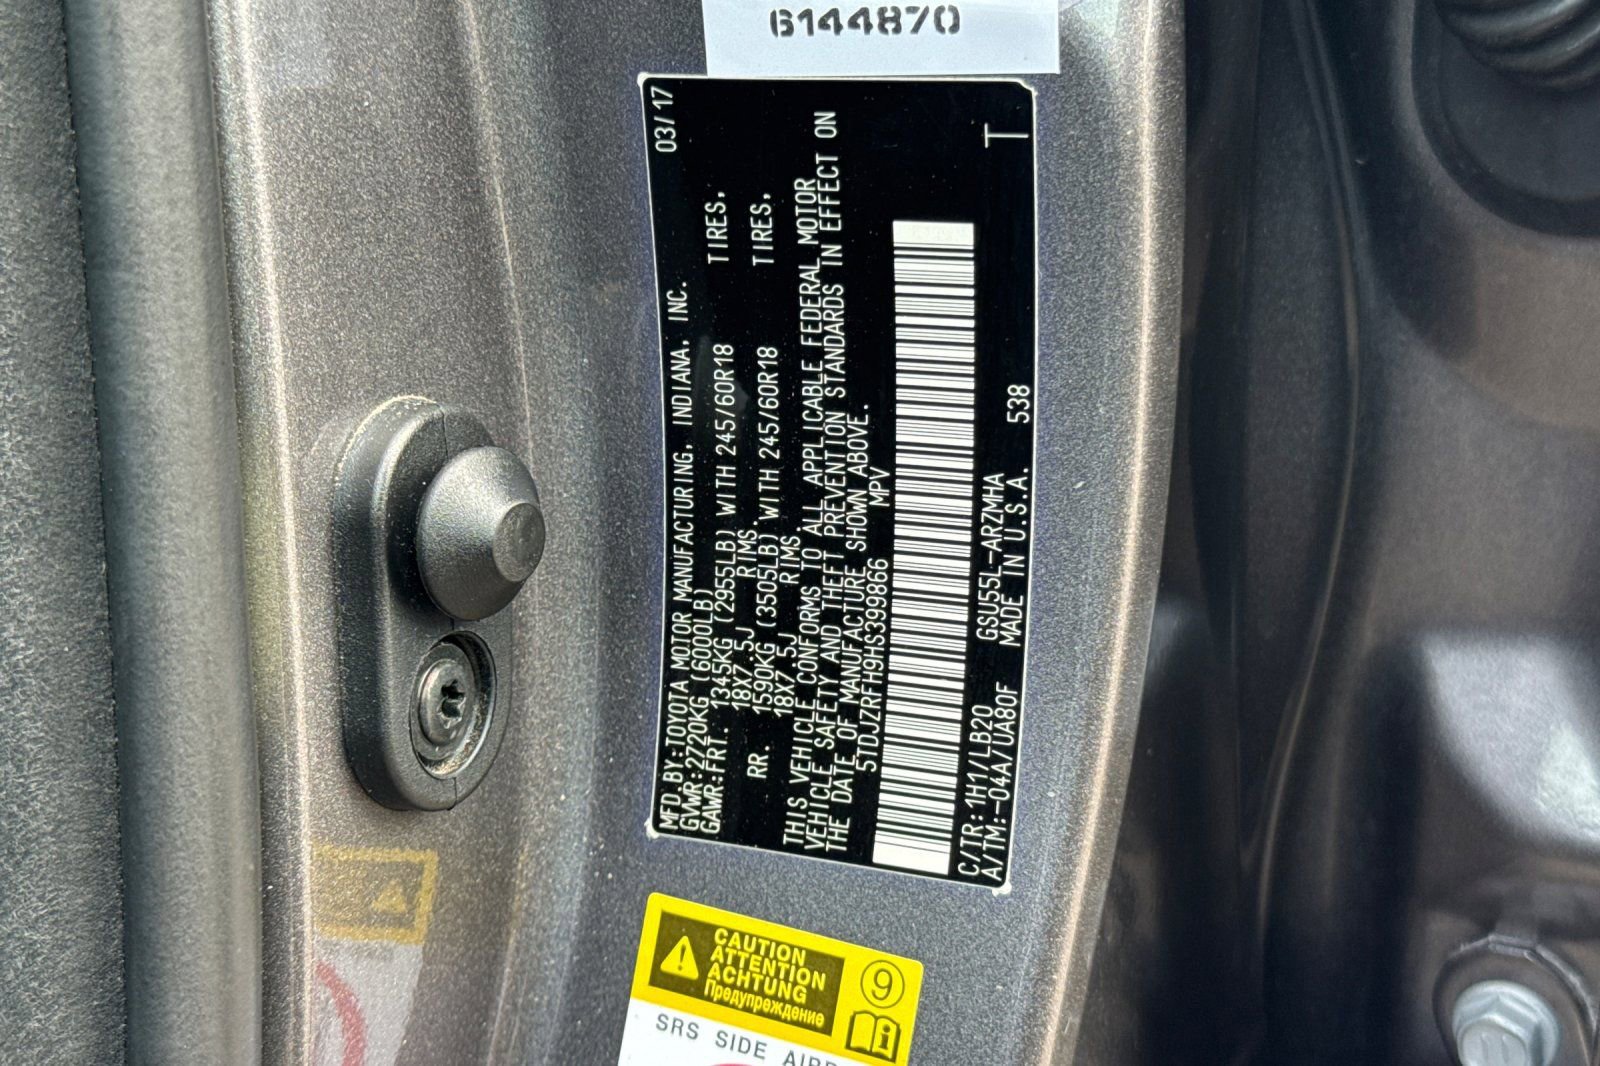 6144870
MFD.BY:TOYOTA MOTOR MANUFACTURING, INDIANA, INC. 03/17
GVWR:2720KG (6000LB)
GAWR:FRT. 1345KG (2955LB) WITH 245/60R18 TIRES,
18X7.5J RIMS.
RR. 1590KG (3505LB) WITH 245/60R18 TIRES,
18X7.5J RIMS.
THIS VEHICLE CONFORMS TO ALL APPLICABLE FEDERAL MOTOR
VEHICLE SAFETY AND THEFT PREVENTION STANDARDS IN EFFECT ON
THE DATE OF MANUFACTURE SHOWN ABOVE.
5TDJZRFH9HS399866 MPV
C/TR:1H1/LB20 GSU55L-ARZMHA
A/TM:-04A/UA80F MADE IN U.S.A. 538 T
CAUTION
ATTENTION
ACHTUNG
Предупреждение
9
i
SRS SIDE